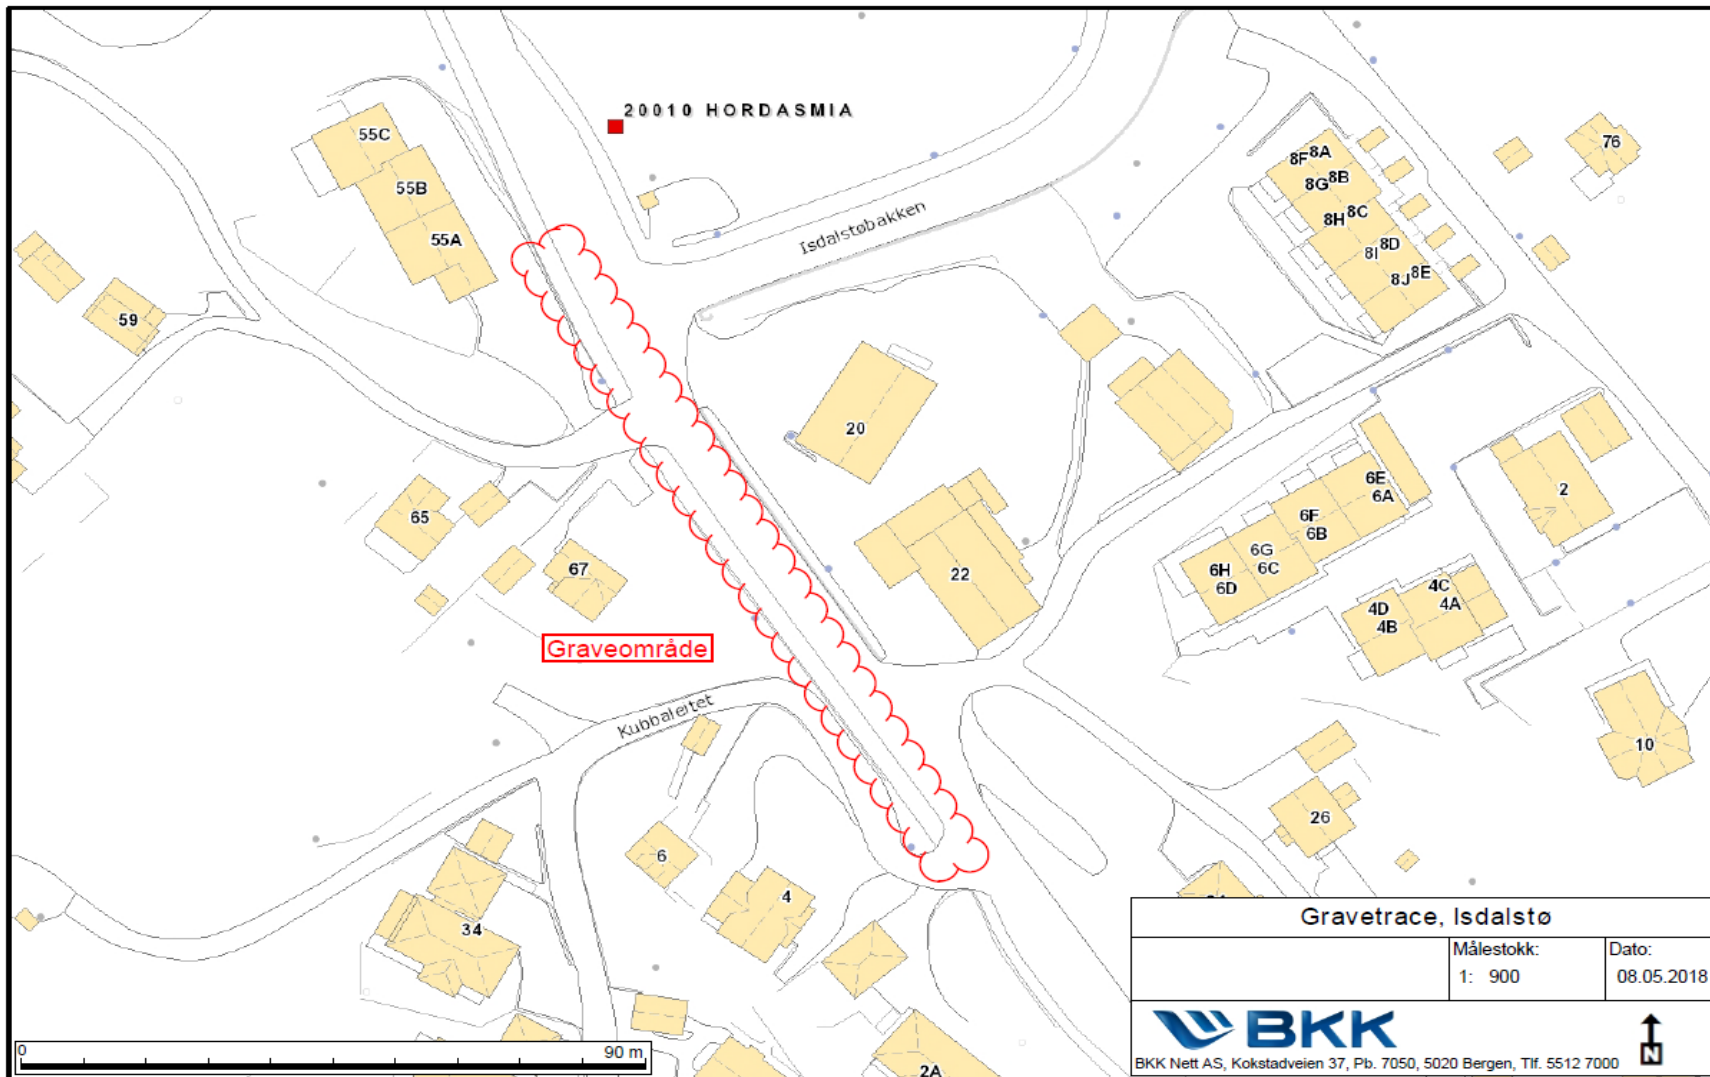 20010 HORDASMIA
55C
55B
55A
59
8F 8A
8G 8B
8H 8C
8I 8D
8J 8E
76
Isdalstøbakken
20
65
67
22
6E
6A
6F
6B
6G
6C
6H
6D
2
4C
4A
4D
4B
Graveområde
Kubbaleitet
10
26
6
4
34
2A
Gravetrace, Isdalstø
Målestokk:
1: 900
Dato:
08.05.2018
BKK
BKK Nett AS, Kokstadveien 37, Pb. 7050, 5020 Bergen, Tlf. 5512 7000
N
0
90 m